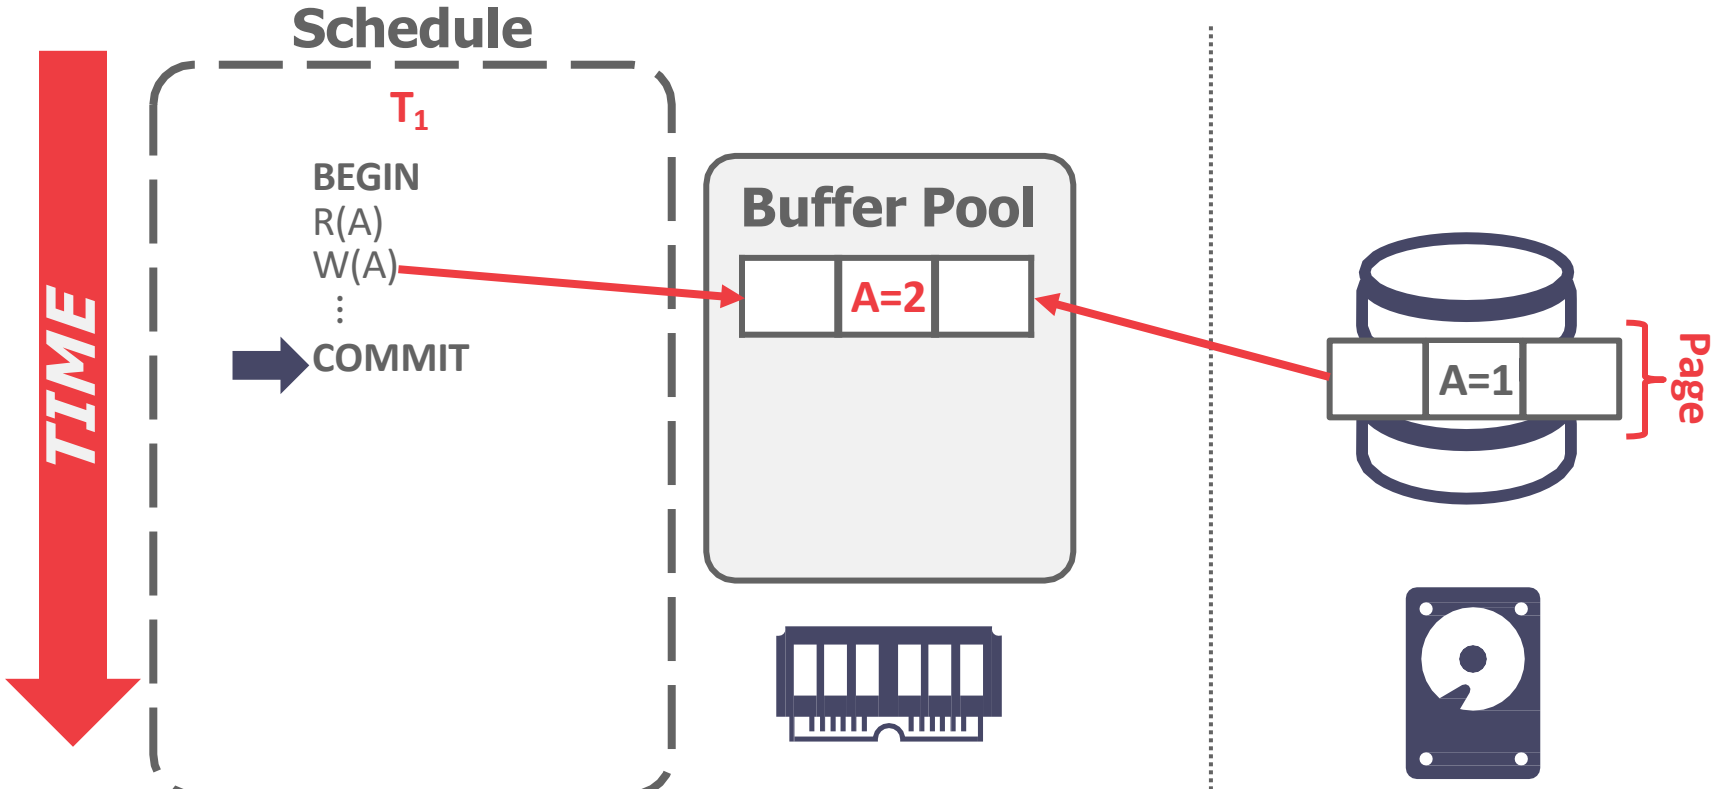 Schedule
TIME
T₁
BEGIN
R(A)
W(A)
⋮
COMMIT
Buffer Pool
A=2
A=1
Page